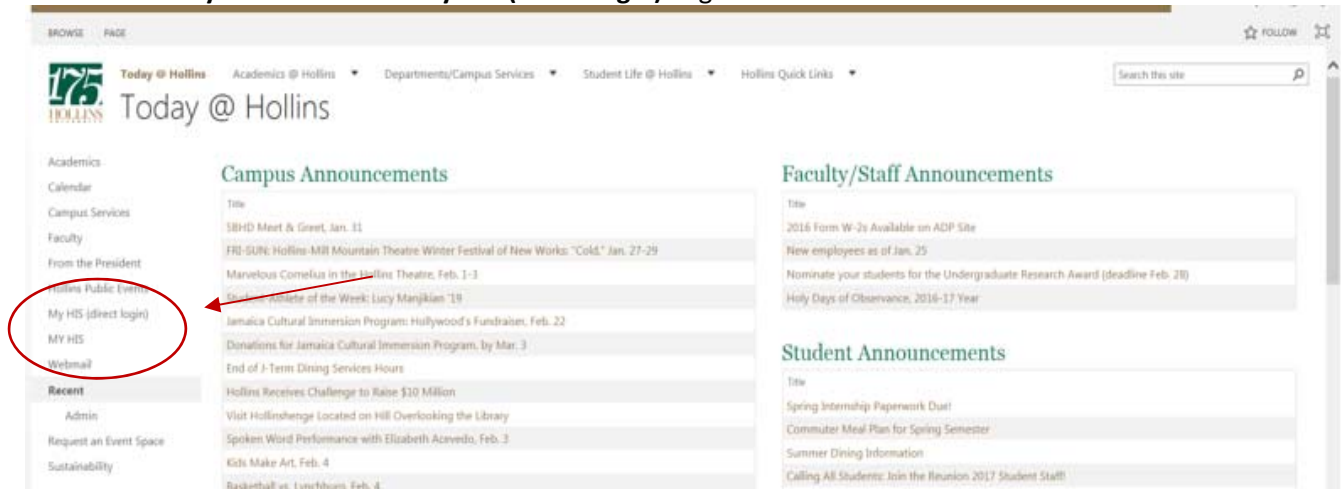 BROWSE PAGE
FOLLOW
175 HOLLINS
Today @ Hollins Academics @ Hollins Departments/Campus Services Student Life @ Hollins Hollins Quick Links
Search this site
Today @ Hollins
Academics
Calendar
Campus Services
Faculty
From the President
Hollins Public Events
My HIS (direct login)
MY HIS
Webmail
Recent
Admin
Request an Event Space
Sustainability
Campus Announcements
Title
SBHD Meet & Greet, Jan. 31
FRI-SUN: Hollins-Mill Mountain Theatre Winter Festival of New Works: "Cold," Jan. 27-29
Marvelous Cornelius in the Hollins Theatre, Feb. 1-3
Student-Athlete of the Week: Lucy Manjikian '19
Jamaica Cultural Immersion Program: Hollywood's Fundraiser, Feb. 22
Donations for Jamaica Cultural Immersion Program, by Mar. 3
End of J-Term Dining Services Hours
Hollins Receives Challenge to Raise $10 Million
Visit Hollinshenge Located on Hill Overlooking the Library
Spoken Word Performance with Elizabeth Acevedo, Feb. 3
Kids Make Art, Feb. 4
Basketball vs. Lynchburg, Feb. 4
Faculty/Staff Announcements
Title
2016 Form W-2s Available on ADP Site
New employees as of Jan. 25
Nominate your students for the Undergraduate Research Award (deadline Feb. 28)
Holy Days of Observance, 2016-17 Year
Student Announcements
Title
Spring Internship Paperwork Due!
Commuter Meal Plan for Spring Semester
Summer Dining Information
Calling All Students: Join the Reunion 2017 Student Staff!